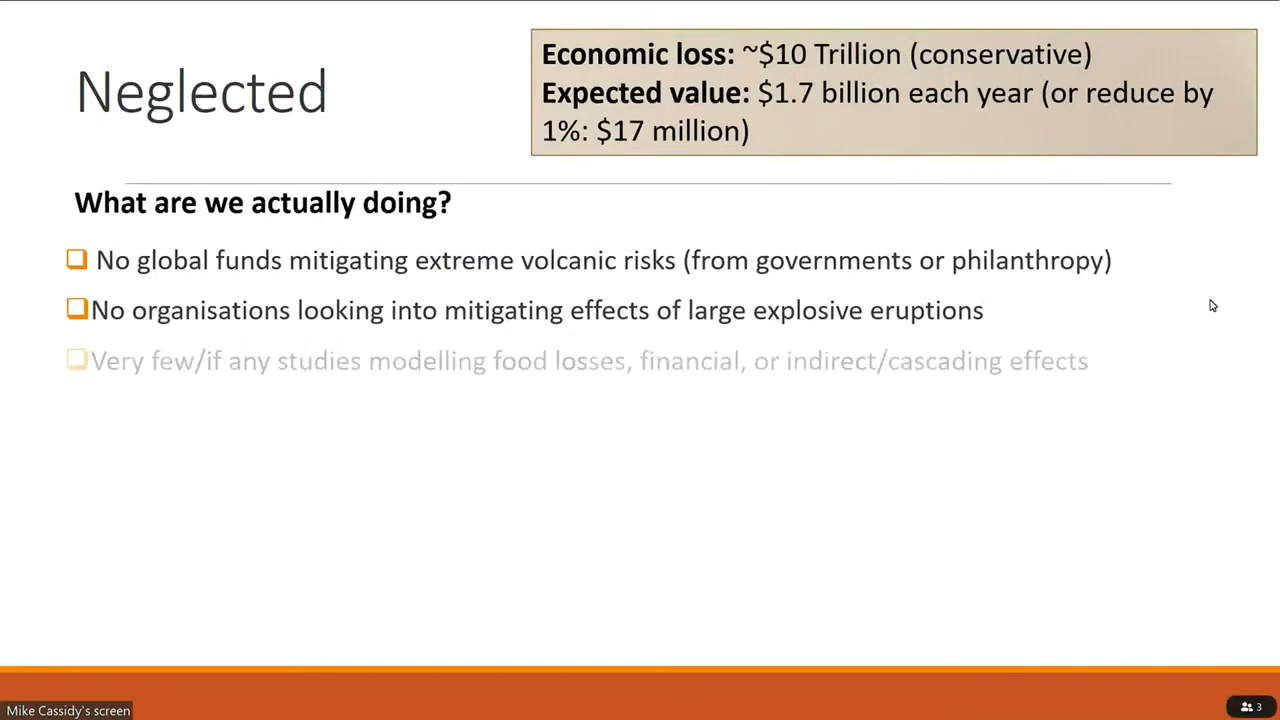 Neglected
Economic loss: ~$10 Trillion (conservative)
Expected value: $1.7 billion each year (or reduce by
1%: $17 million)
What are we actually doing?
No global funds mitigating extreme volcanic risks (from governments or philanthropy)
No organisations looking into mitigating effects of large explosive eruptions
Very few/if any studies modelling food losses, financial, or indirect/cascading effects
Mike Cassidy's screen
3